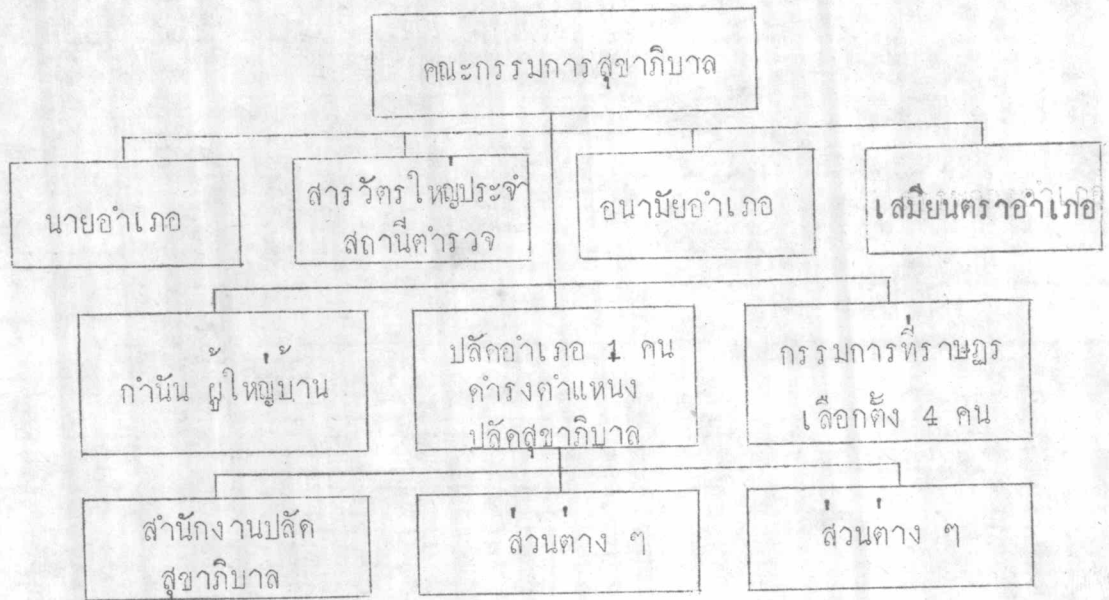 คณะกรรมการสุขาภิบาล
นายอำเภอ
สารวัตรใหญ่ประจำ
สถานีตำรวจ
อนามัยอำเภอ
เสมียนตราอำเภอ
กำนัน ผู้ใหญ่บ้าน
ปลัดอำเภอ 1 คน
ดำรงตำแหน่ง
ปลัดสุขาภิบาล
กรรมการที่ราษฎร
เลือกตั้ง 4 คน
สำนักงานปลัด
สุขาภิบาล
ส่วนต่าง ๆ
ส่วนต่าง ๆ